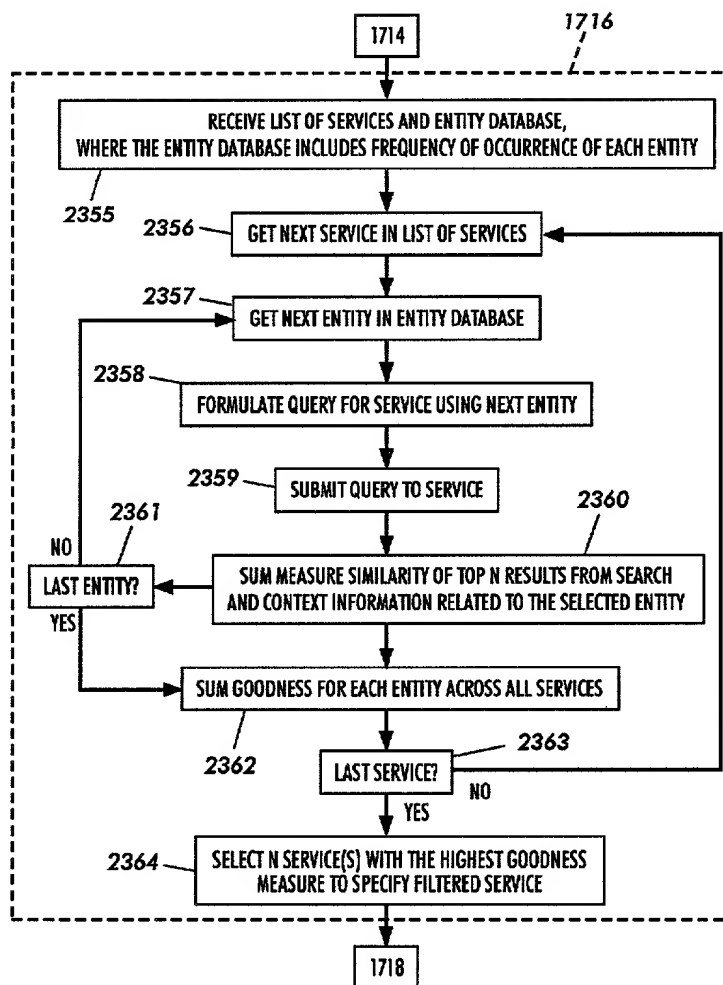 1714
1716
RECEIVE LIST OF SERVICES AND ENTITY DATABASE,
WHERE THE ENTITY DATABASE INCLUDES FREQUENCY OF OCCURRENCE OF EACH ENTITY
2355
2356
GET NEXT SERVICE IN LIST OF SERVICES
2357
GET NEXT ENTITY IN ENTITY DATABASE
2358
FORMULATE QUERY FOR SERVICE USING NEXT ENTITY
2359
SUBMIT QUERY TO SERVICE
2361
2360
NO
LAST ENTITY?
YES
SUM MEASURE SIMILARITY OF TOP N RESULTS FROM SEARCH
AND CONTEXT INFORMATION RELATED TO THE SELECTED ENTITY
SUM GOODNESS FOR EACH ENTITY ACROSS ALL SERVICES
2362
2363
LAST SERVICE?
NO
YES
2364
SELECT N SERVICE(S) WITH THE HIGHEST GOODNESS
MEASURE TO SPECIFY FILTERED SERVICE
1718